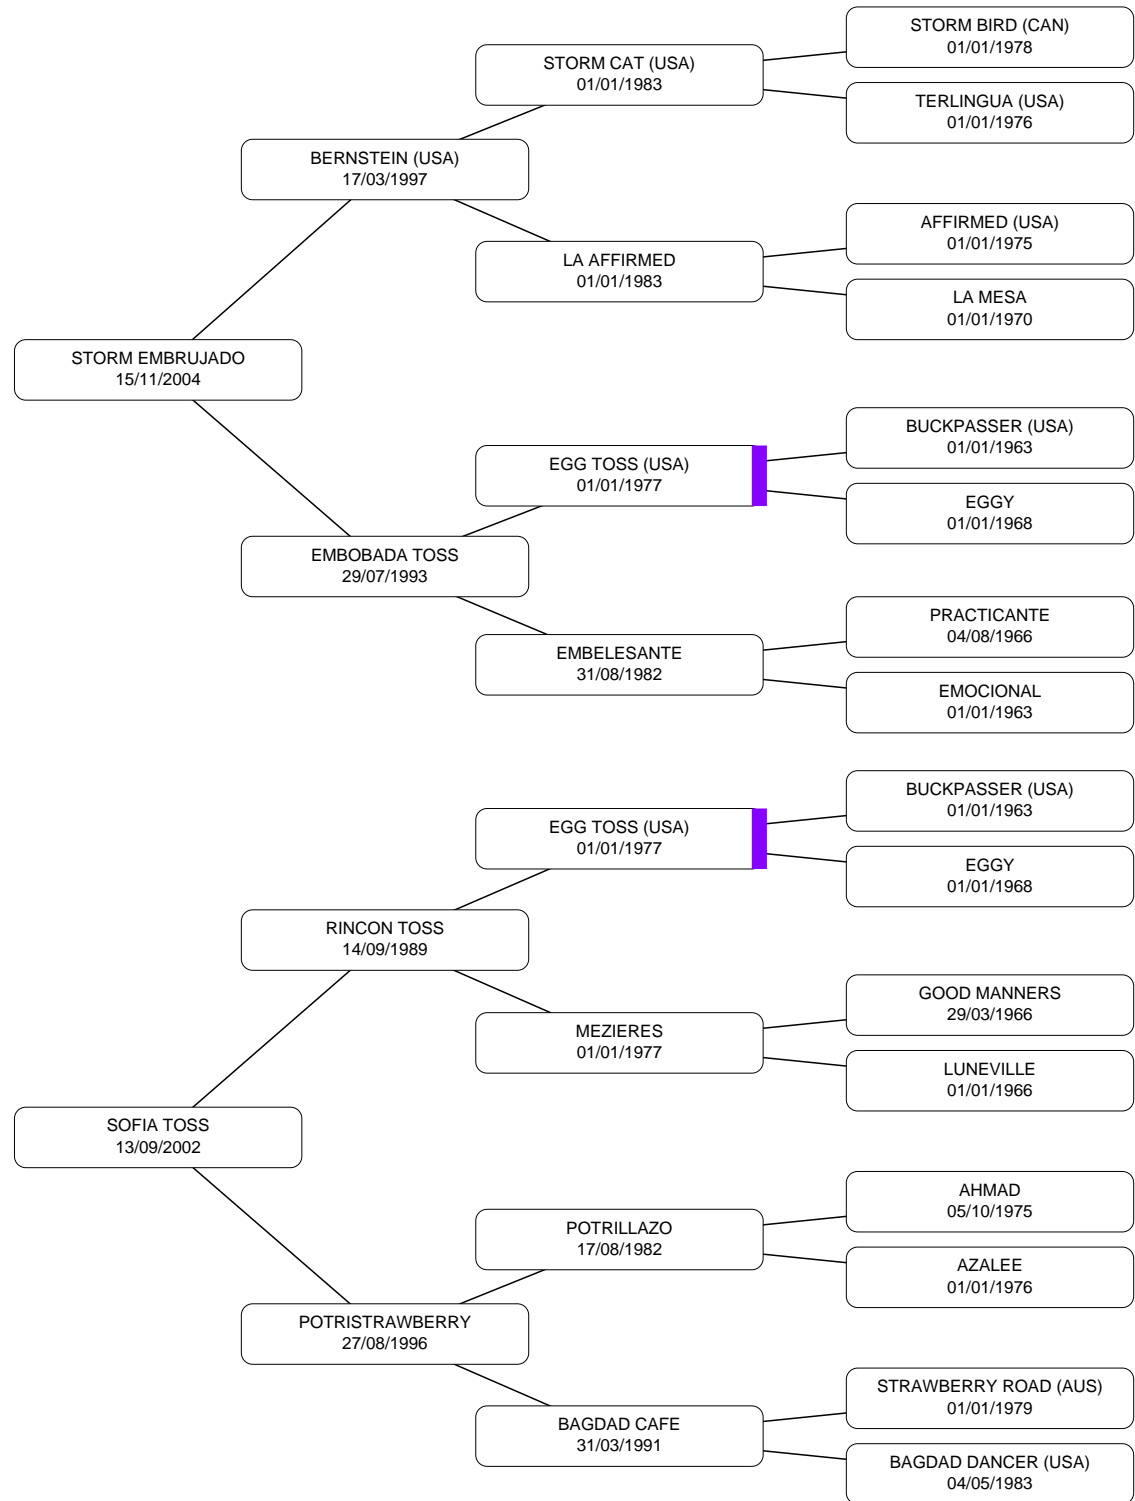 STORM BIRD (CAN)
01/01/1978
STORM CAT (USA)
01/01/1983
TERLINGUA (USA)
01/01/1976
BERNSTEIN (USA)
17/03/1997
AFFIRMED (USA)
01/01/1975
LA AFFIRMED
01/01/1983
LA MESA
01/01/1970
STORM EMBRUJADO
15/11/2004
BUCKPASSER (USA)
01/01/1963
EGG TOSS (USA)
01/01/1977
EGGY
01/01/1968
EMBOBADA TOSS
29/07/1993
PRACTICANTE
04/08/1966
EMBELESANTE
31/08/1982
EMOCIONAL
01/01/1963
BUCKPASSER (USA)
01/01/1963
EGG TOSS (USA)
01/01/1977
EGGY
01/01/1968
RINCON TOSS
14/09/1989
GOOD MANNERS
29/03/1966
MEZIERES
01/01/1977
LUNEVILLE
01/01/1966
SOFIA TOSS
13/09/2002
AHMAD
05/10/1975
POTRILLAZO
17/08/1982
AZALEE
01/01/1976
POTRISTRAWBERRY
27/08/1996
STRAWBERRY ROAD (AUS)
01/01/1979
BAGDAD CAFE
31/03/1991
BAGDAD DANCER (USA)
04/05/1983